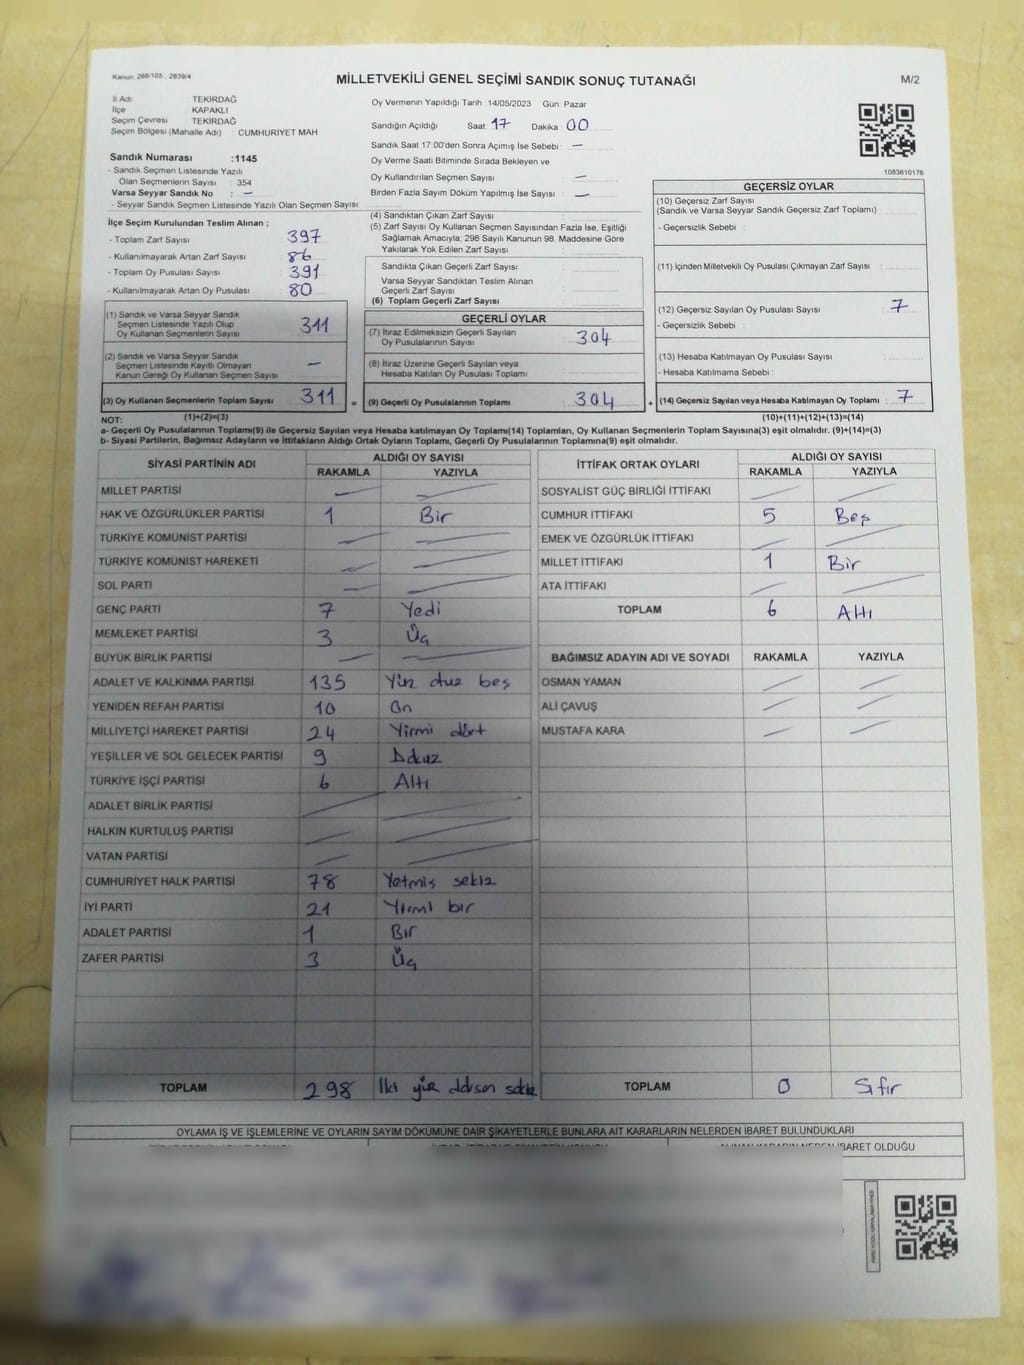 Kanun: 298/105 , 2839/4
MİLLETVEKİLİ GENEL SEÇİMİ SANDIK SONUÇ TUTANAĞI
M/2
İl Adı TEKİRDAĞ
İlçe KAPAKLI
Seçim Çevresi TEKİRDAĞ
Seçim Bölgesi (Mahalle Adı) : CUMHURİYET MAH
Sandık Numarası :1145
- Sandık Seçmen Listesinde Yazılı
Olan Seçmenlerin Sayısı : 354
Varsa Seyyar Sandık No : —
- Seyyar Sandık Seçmen Listesinde Yazılı Olan Seçmen Sayısı
Oy Vermenin Yapıldığı Tarih : 14/05/2023 Gün: Pazar
Sandığın Açıldığı Saat: 17 Dakika : 00
Sandık Saat 17:00'den Sonra Açımış İse Sebebi : —
Oy Verme Saati Bitiminde Sırada Bekleyen ve
Oy Kullandırılan Seçmen Sayısı : —
Birden Fazla Sayım Döküm Yapılmış İse Sayısı : —
1083610176
İlçe Seçim Kurulundan Teslim Alınan ;
- Toplam Zarf Sayısı : 397
- Kullanılmayarak Artan Zarf Sayısı : 86
- Toplam Oy Pusulası Sayısı : 391
- Kullanılmayarak Artan Oy Pusulası : 80
(1) Sandık ve Varsa Seyyar Sandık
Seçmen Listesinde Yazılı Olup
Oy Kullanan Seçmenlerin Sayısı : 311
(2) Sandık ve Varsa Seyyar Sandık
Seçmen Listesinde Kayıtlı Olmayan
Kanun Gereği Oy Kullanan Seçmen Sayısı : —
(3) Oy Kullanan Seçmenlerin Toplam Sayısı : 311
(1)+(2)=(3)
(4) Sandıktan Çıkan Zarf Sayısı :
(5) Zarf Sayısı Oy Kullanan Seçmen Sayısından Fazla İse, Eşitliği
Sağlamak Amacıyla; 298 Sayılı Kanunun 98. Maddesine Göre
Yakılarak Yok Edilen Zarf Sayısı :
Sandıkta Çıkan Geçerli Zarf Sayısı :
Varsa Seyyar Sandıktan Teslim Alınan
Geçerli Zarf Sayısı :
(6) Toplam Geçerli Zarf Sayısı :
GEÇERLİ OYLAR
(7) İtiraz Edilmeksizin Geçerli Sayılan
Oy Pusulalarının Sayısı : 304
(8) İtiraz Üzerine Geçerli Sayılan veya
Hesaba Katılan Oy Pusulası Toplamı :
= (9) Geçerli Oy Pusulalarının Toplamı : 304
GEÇERSİZ OYLAR
(10) Geçersiz Zarf Sayısı
(Sandık ve Varsa Seyyar Sandık Geçersiz Zarf Toplamı) :
- Geçersizlik Sebebi :
(11) İçinden Milletvekili Oy Pusulası Çıkmayan Zarf Sayısı :
(12) Geçersiz Sayılan Oy Pusulası Sayısı : 7
- Geçersizlik Sebebi :
(13) Hesaba Katılmayan Oy Pusulası Sayısı :
- Hesaba Katılmama Sebebi :
+ (14) Geçersiz Sayılan veya Hesaba Katılmayan Oy Toplamı : 7
(10)+(11)+(12)+(13)=(14)
NOT:
a- Geçerli Oy Pusulalarının Toplamı(9) ile Geçersiz Sayılan veya Hesaba katılmayan Oy Toplamı(14) Toplamları, Oy Kullanan Seçmenlerin Toplam Sayısına(3) eşit olmalıdır. (9)+(14)=(3)
b- Siyasi Partilerin, Bağımsız Adayların ve İttifakların Aldığı Ortak Oyların Toplamı, Geçerli Oy Pusulalarının Toplamına(9) eşit olmalıdır.
SİYASİ PARTİNİN ADI ALDIĞI OY SAYISI
RAKAMLA YAZIYLA
MİLLET PARTİSİ — —
HAK VE ÖZGÜRLÜKLER PARTİSİ 1 Bir
TÜRKİYE KOMÜNİST PARTİSİ — —
TÜRKİYE KOMÜNİST HAREKETİ — —
SOL PARTİ — —
GENÇ PARTİ 7 Yedi
MEMLEKET PARTİSİ 3 Üç
BÜYÜK BİRLİK PARTİSİ — —
ADALET VE KALKINMA PARTİSİ 135 Yüz otuz beş
YENİDEN REFAH PARTİSİ 10 On
MİLLİYETÇİ HAREKET PARTİSİ 24 Yirmi dört
YEŞİLLER VE SOL GELECEK PARTİSİ 9 Dokuz
TÜRKİYE İŞÇİ PARTİSİ 6 Altı
ADALET BİRLİK PARTİSİ — —
HALKIN KURTULUŞ PARTİSİ — —
VATAN PARTİSİ — —
CUMHURİYET HALK PARTİSİ 78 Yetmiş sekiz
İYİ PARTİ 21 Yirmi bir
ADALET PARTİSİ 1 Bir
ZAFER PARTİSİ 3 Üç
TOPLAM 298 İki yüz doksan sekiz
İTTİFAK ORTAK OYLARI ALDIĞI OY SAYISI
RAKAMLA YAZIYLA
SOSYALİST GÜÇ BİRLİĞİ İTTİFAKI — —
CUMHUR İTTİFAKI 5 Beş
EMEK VE ÖZGÜRLÜK İTTİFAKI — —
MİLLET İTTİFAKI 1 Bir
ATA İTTİFAKI — —
TOPLAM 6 Altı
BAĞIMSIZ ADAYIN ADI VE SOYADI RAKAMLA YAZIYLA
OSMAN YAMAN — —
ALİ ÇAVUŞ — —
MUSTAFA KARA — —
TOPLAM 0 Sıfır
OYLAMA İŞ VE İŞLEMLERİNE VE OYLARIN SAYIM DÖKÜMÜNE DAİR ŞİKAYETLERLE BUNLARA AİT KARARLARIN NELERDEN İBARET BULUNDUKLARI
İBARET OLDUĞU